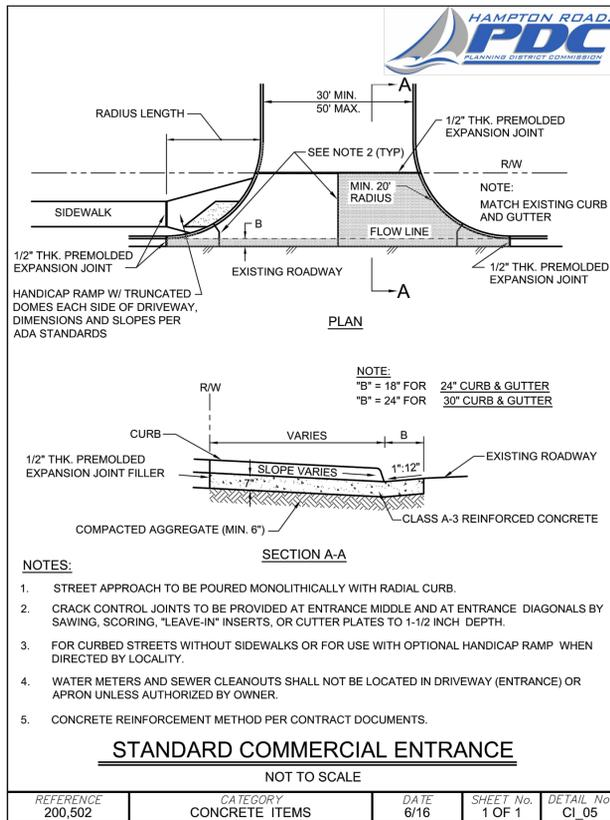 HAMPTON ROADS
PDC
PLANNING DISTRICT COMMISSION
A
30' MIN.
50' MAX.
RADIUS LENGTH
1/2" THK. PREMOLDED
EXPANSION JOINT
SEE NOTE 2 (TYP)
R/W
MIN. 20'
RADIUS
NOTE:
MATCH EXISTING CURB
AND GUTTER
SIDEWALK
B
FLOW LINE
1/2" THK. PREMOLDED
EXPANSION JOINT
EXISTING ROADWAY
1/2" THK. PREMOLDED
EXPANSION JOINT
HANDICAP RAMP W/ TRUNCATED
DOMES EACH SIDE OF DRIVEWAY,
DIMENSIONS AND SLOPES PER
ADA STANDARDS
A
PLAN
NOTE:
"B" = 18" FOR 24" CURB & GUTTER
"B" = 24" FOR 30" CURB & GUTTER
R/W
CURB
VARIES
B
1/2" THK. PREMOLDED
EXPANSION JOINT FILLER
SLOPE VARIES
1":12"
EXISTING ROADWAY
7"
CLASS A-3 REINFORCED CONCRETE
COMPACTED AGGREGATE (MIN. 6")
SECTION A-A
NOTES:
1. STREET APPROACH TO BE POURED MONOLITHICALLY WITH RADIAL CURB.
2. CRACK CONTROL JOINTS TO BE PROVIDED AT ENTRANCE MIDDLE AND AT ENTRANCE DIAGONALS BY
SAWING, SCORING, "LEAVE-IN" INSERTS, OR CUTTER PLATES TO 1-1/2 INCH DEPTH.
3. FOR CURBED STREETS WITHOUT SIDEWALKS OR FOR USE WITH OPTIONAL HANDICAP RAMP WHEN
DIRECTED BY LOCALITY.
4. WATER METERS AND SEWER CLEANOUTS SHALL NOT BE LOCATED IN DRIVEWAY (ENTRANCE) OR
APRON UNLESS AUTHORIZED BY OWNER.
5. CONCRETE REINFORCEMENT METHOD PER CONTRACT DOCUMENTS.
STANDARD COMMERCIAL ENTRANCE
NOT TO SCALE
REFERENCE CATEGORY DATE SHEET No. DETAIL No
200,502 CONCRETE ITEMS 6/16 1 OF 1 CI_05